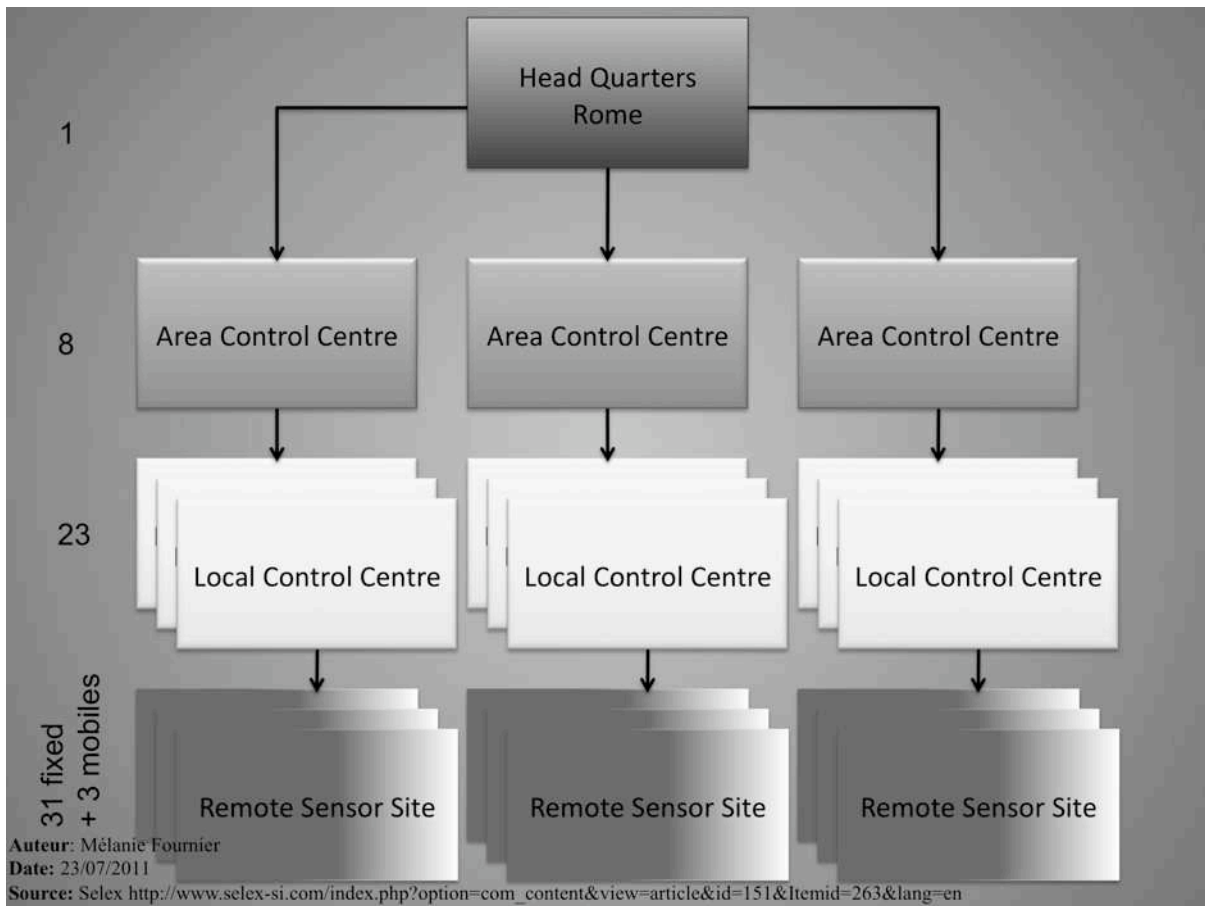 Head Quarters
Rome
1
Area Control Centre
Area Control Centre
Area Control Centre
8
Local Control Centre
Local Control Centre
Local Control Centre
23
Remote Sensor Site
Remote Sensor Site
Remote Sensor Site
31 fixed
+ 3 mobiles
Auteur: Mélanie Fournier
Date: 23/07/2011
Source: Selex http://www.selex-si.com/index.php?option=com_content&view=article&id=151&Itemid=263&lang=en